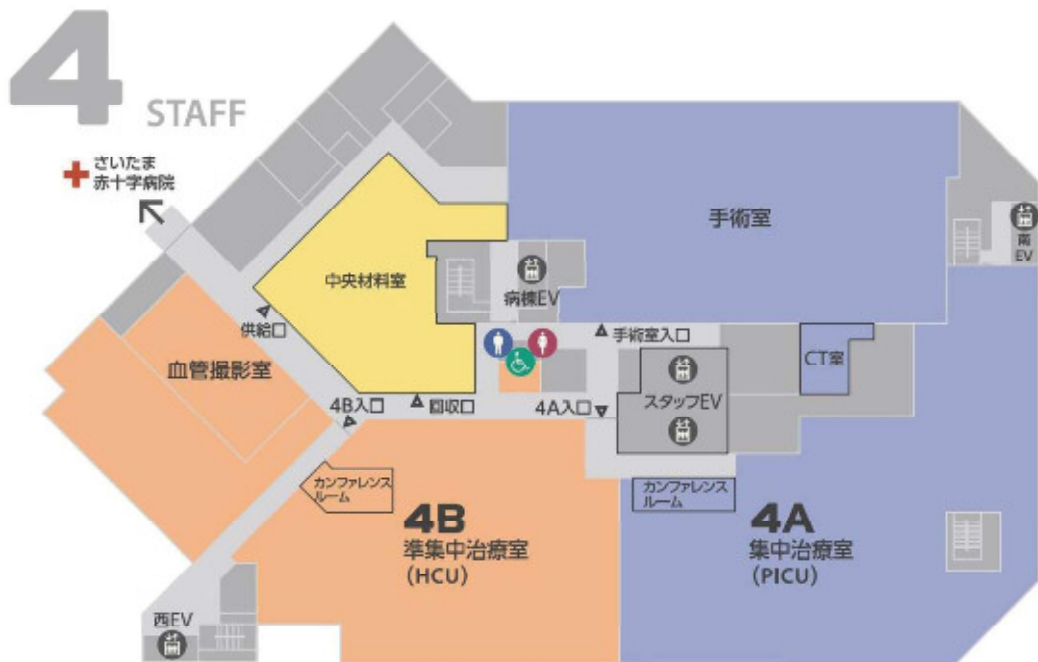 4
STAFF
さいたま
赤十字病院
手術室
南
EV
中央材料室
病棟EV
供給口
手術室入口
血管撮影室
CT室
4B入口
回収口
4A入口
スタッフEV
カンファレンス
ルーム
カンファレンス
ルーム
4B
準集中治療室
(HCU)
4A
集中治療室
(PICU)
西EV